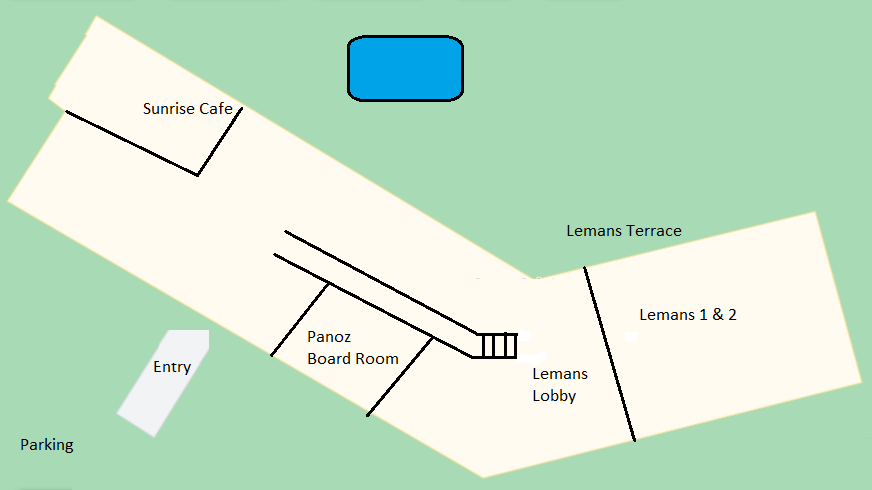 Sunrise Cafe
Lemans Terrace
Lemans 1 & 2
Panoz
Board Room
Entry
Lemans
Lobby
Parking